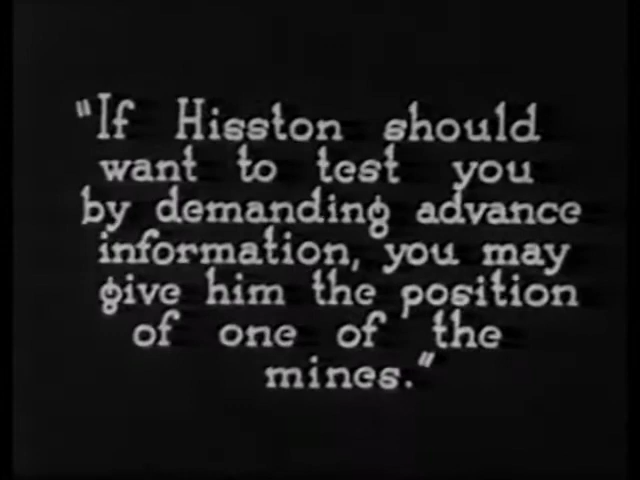 "If Hisston should
want to test you
by demanding advance
information, you may
give him the position
of one of the
mines."